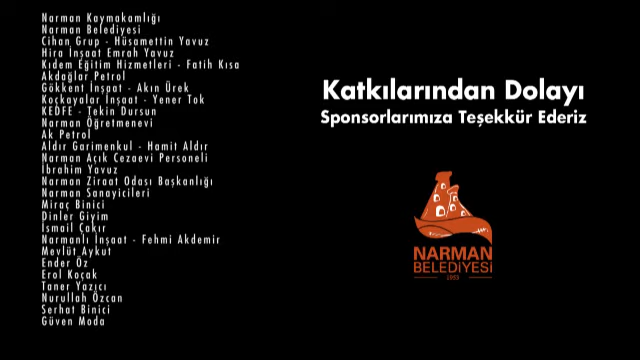 Narman Kaymakamlığı
Narman Belediyesi
Cihan Grup - Hüsamettin Yavuz
Hira İnşaat Emrah Yavuz
Kıdem Eğitim Hizmetleri - Fatih Kısa
Akdağlar Petrol
Gökkent İnşaat - Akın Ürek
Koçkayalar İnşaat - Yener Tok
KEDFE - Tekin Dursun
Narman Öğretmenevi
Ak Petrol
Aldır Garimenkul - Hamit Aldır
Narman Açık Cezaevi Personeli
İbrahim Yavuz
Narman Ziraat Odası Başkanlığı
Narman Sanayicileri
Miraç Binici
Dinler Giyim
İsmail Çakır
Narmanlı İnşaat - Fehmi Akdemir
Mevlüt Aykut
Ender Öz
Erol Koçak
Taner Yazıcı
Nurullah Özcan
Serhat Binici
Güven Moda
Katkılarından Dolayı
Sponsorlarımıza Teşekkür Ederiz
NARMAN
BELEDİYESİ
1953